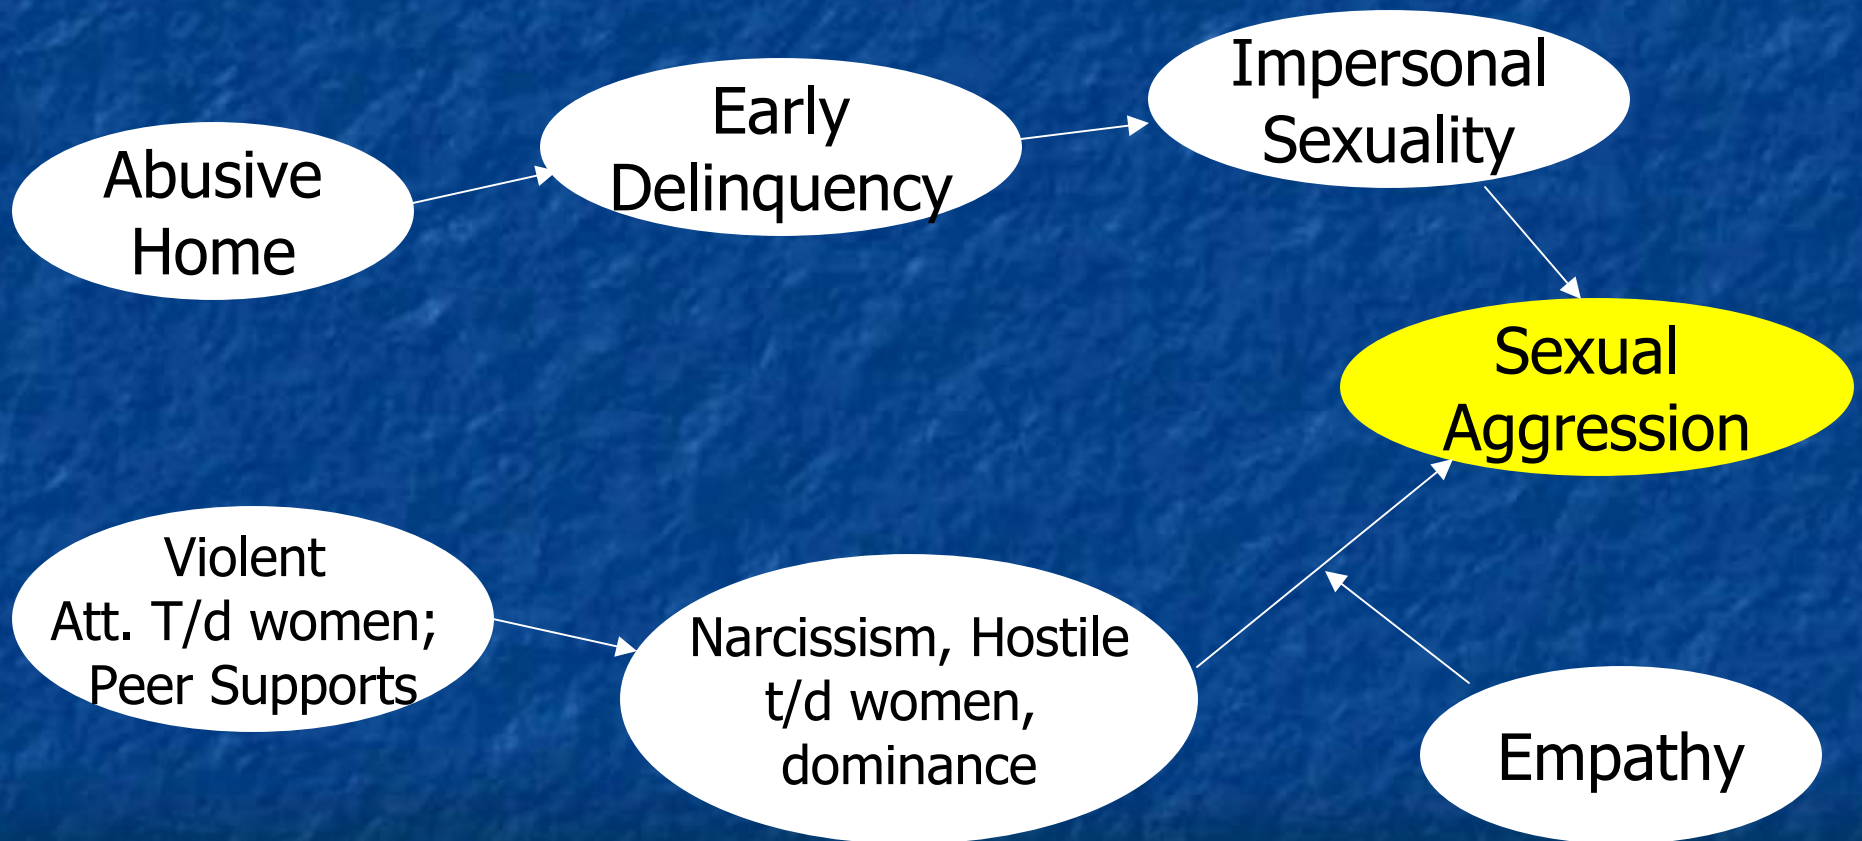 Abusive
Home
Early
Delinquency
Impersonal
Sexuality
Sexual
Aggression
Violent
Att. T/d women;
Peer Supports
Narcissism, Hostile
t/d women,
dominance
Empathy